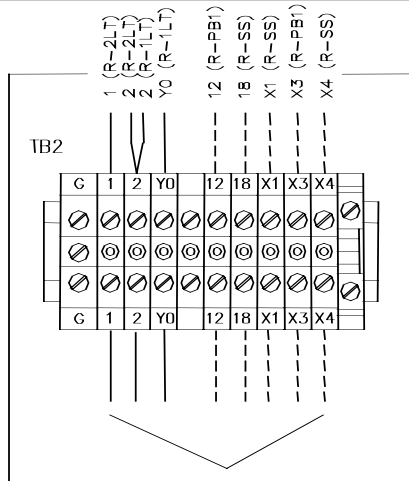 1 (R-2LT)
2 (R-2LT)
2 (R-1LT)
Y0 (R-1LT)
12 (R-PB1)
18 (R-SS)
X1 (R-SS)
X3 (R-PB1)
X4 (R-SS)
TB2
G 1 2 Y0 12 18 X1 X3 X4
G 1 2 Y0 12 18 X1 X3 X4